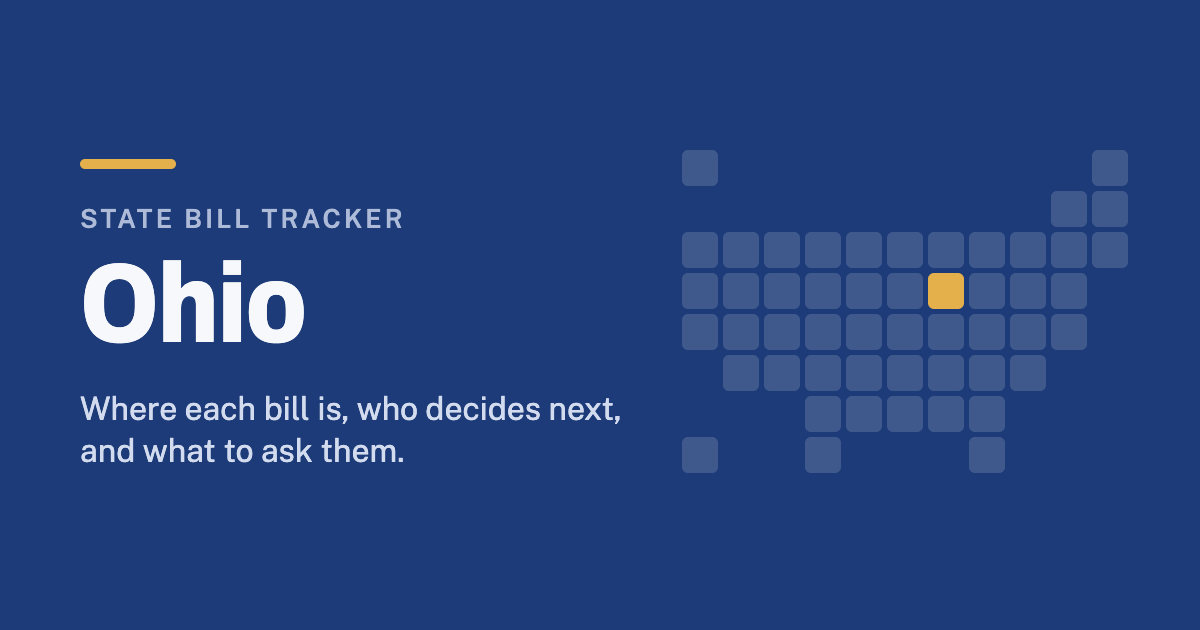 STATE BILL TRACKER
Ohio
Where each bill is, who decides next,
and what to ask them.